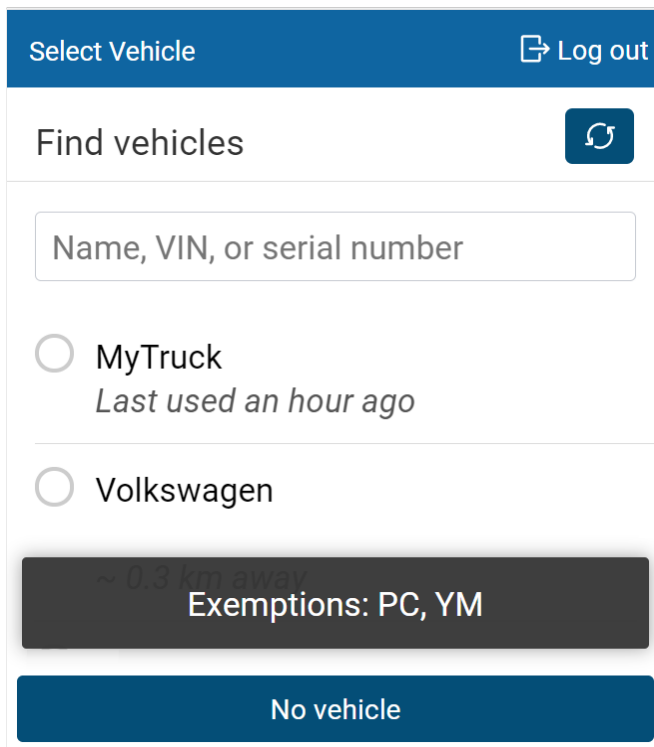 Select Vehicle
Log out
Find vehicles
Name, VIN, or serial number
MyTruck
Last used an hour ago
Volkswagen
~ 0.3 km away
Exemptions: PC, YM
No vehicle